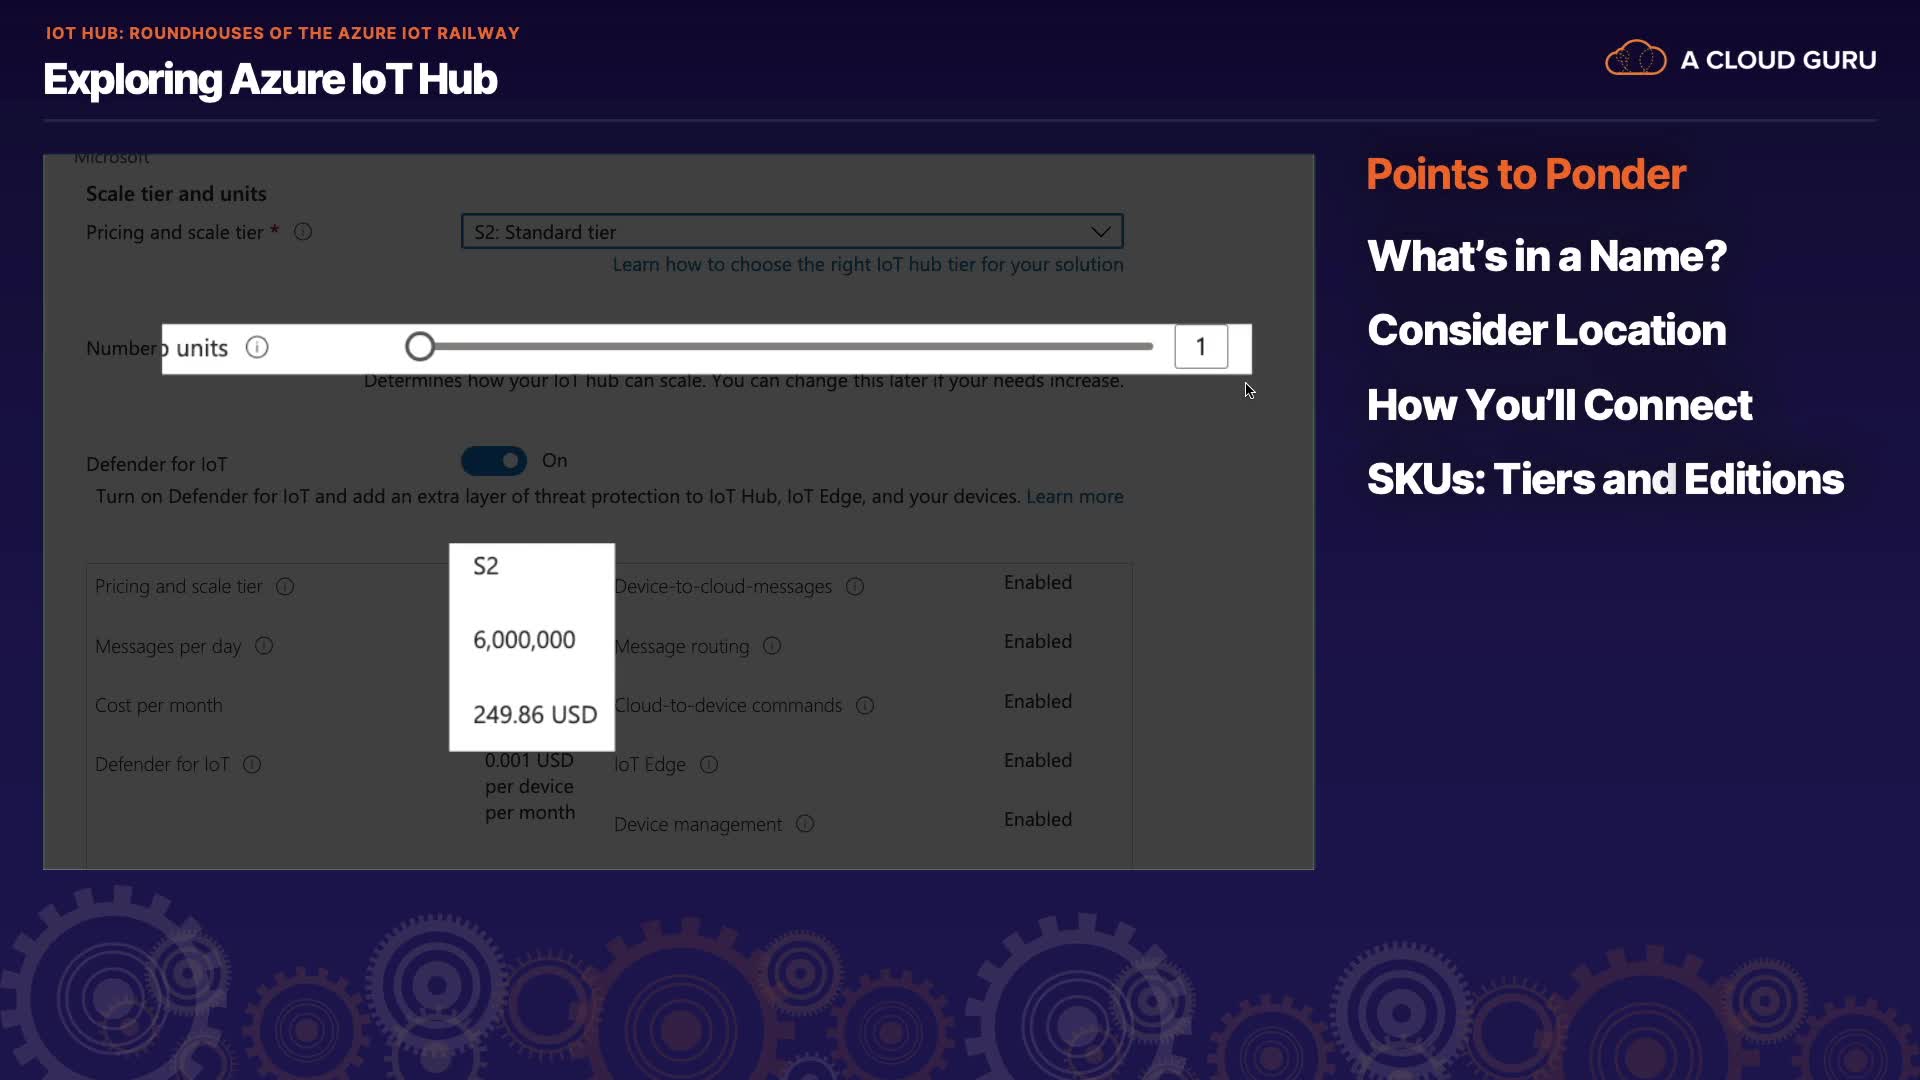 IOT HUB: ROUNDHOUSES OF THE AZURE IOT RAILWAY
Exploring Azure IoT Hub
A CLOUD GURU
Microsoft
Scale tier and units
Pricing and scale tier *
S2: Standard tier
Learn how to choose the right IoT hub tier for your solution
Number
units
1
Determines how your IoT hub can scale. You can change this later if your needs increase.
Defender for IoT
On
Turn on Defender for IoT and add an extra layer of threat protection to IoT Hub, IoT Edge, and your devices. Learn more
Pricing and scale tier
S2
Device-to-cloud-messages
Enabled
Messages per day
6,000,000
Message routing
Enabled
Cost per month
249.86 USD
Cloud-to-device commands
Enabled
Defender for IoT
0.001 USD
per device
per month
IoT Edge
Enabled
Device management
Enabled
Points to Ponder
What's in a Name?
Consider Location
How You'll Connect
SKUs: Tiers and Editions